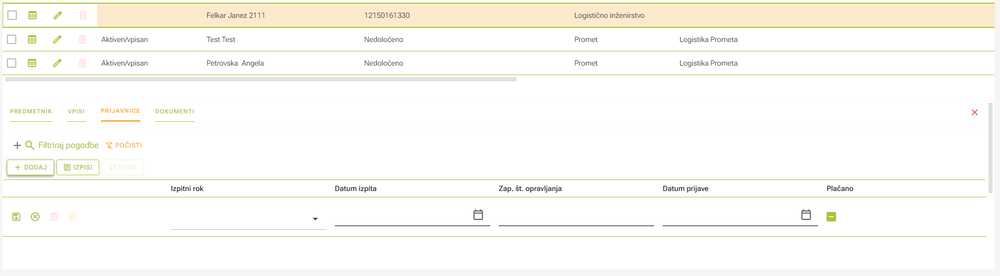 Felkar Janez 2111 12150161330 Logistično inženirstvo
Aktiven/vpisan Test Test Nedoločeno Promet Logistika Prometa
Aktiven/vpisan Petrovska  Angela Nedoločeno Promet Logistika Prometa
PREDMETNIK VPISI PRIJAVNICE DOKUMENTI
Filtriraj pogodbe POČISTI
DODAJ IZPISI UVOZ
Izpitni rok Datum izpita Zap. št. opravljanja Datum prijave Plačano